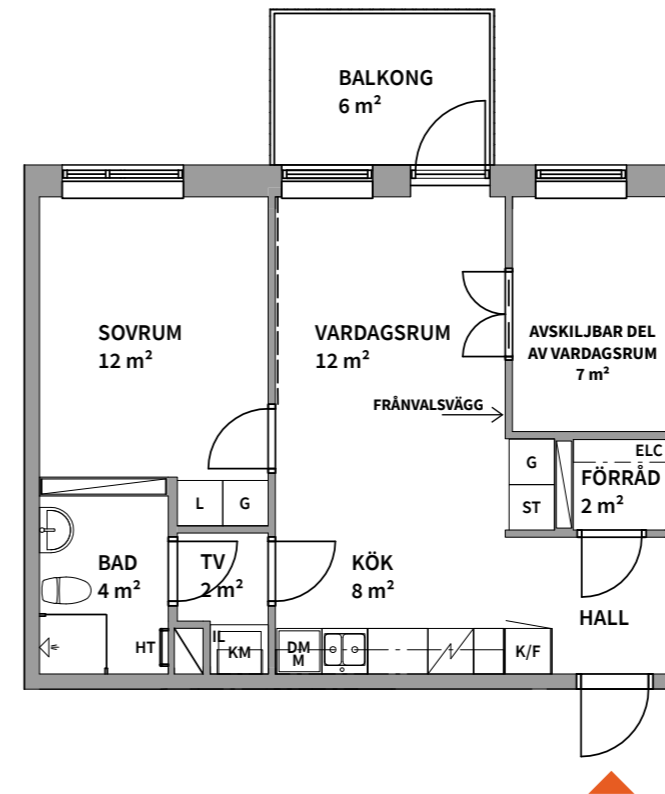 BALKONG
6 m²
SOVRUM
12 m²
VARDAGSRUM
12 m²
AVSKILJBAR DEL
AV VARDAGSRUM
7 m²
FRÅNVALSVÄGG
G
ST
ELC
FÖRRÅD
2 m²
L
G
BAD
4 m²
TV
2 m²
KÖK
8 m²
HALL
HT
IL
KM
DM
M
K/F